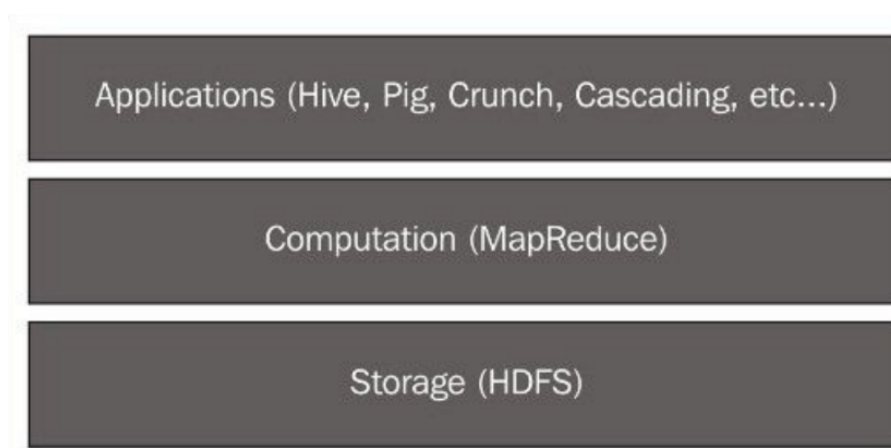 Applications (Hive, Pig, Crunch, Cascading, etc...)
Computation (MapReduce)
Storage (HDFS)